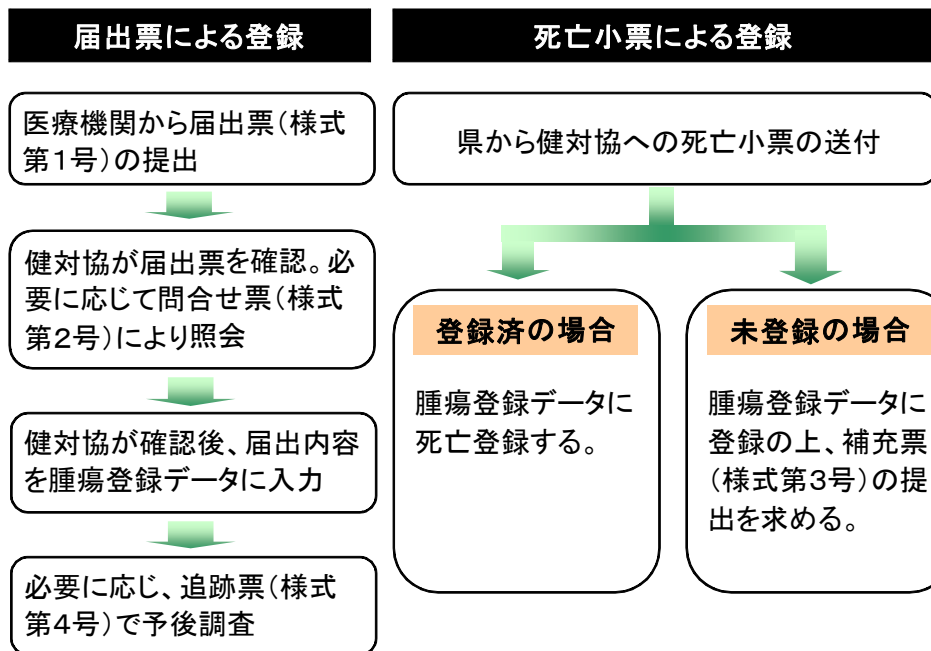 届出票による登録
医療機関から届出票(様式
第1号)の提出
健対協が届出票を確認。必
要に応じて問合せ票(様式
第2号)により照会
健対協が確認後、届出内容
を腫瘍登録データに入力
必要に応じ、追跡票(様式
第4号)で予後調査
死亡小票による登録
県から健対協への死亡小票の送付
登録済の場合
腫瘍登録データに
死亡登録する。
未登録の場合
腫瘍登録データに
登録の上、補充票
(様式第3号)の提
出を求める。